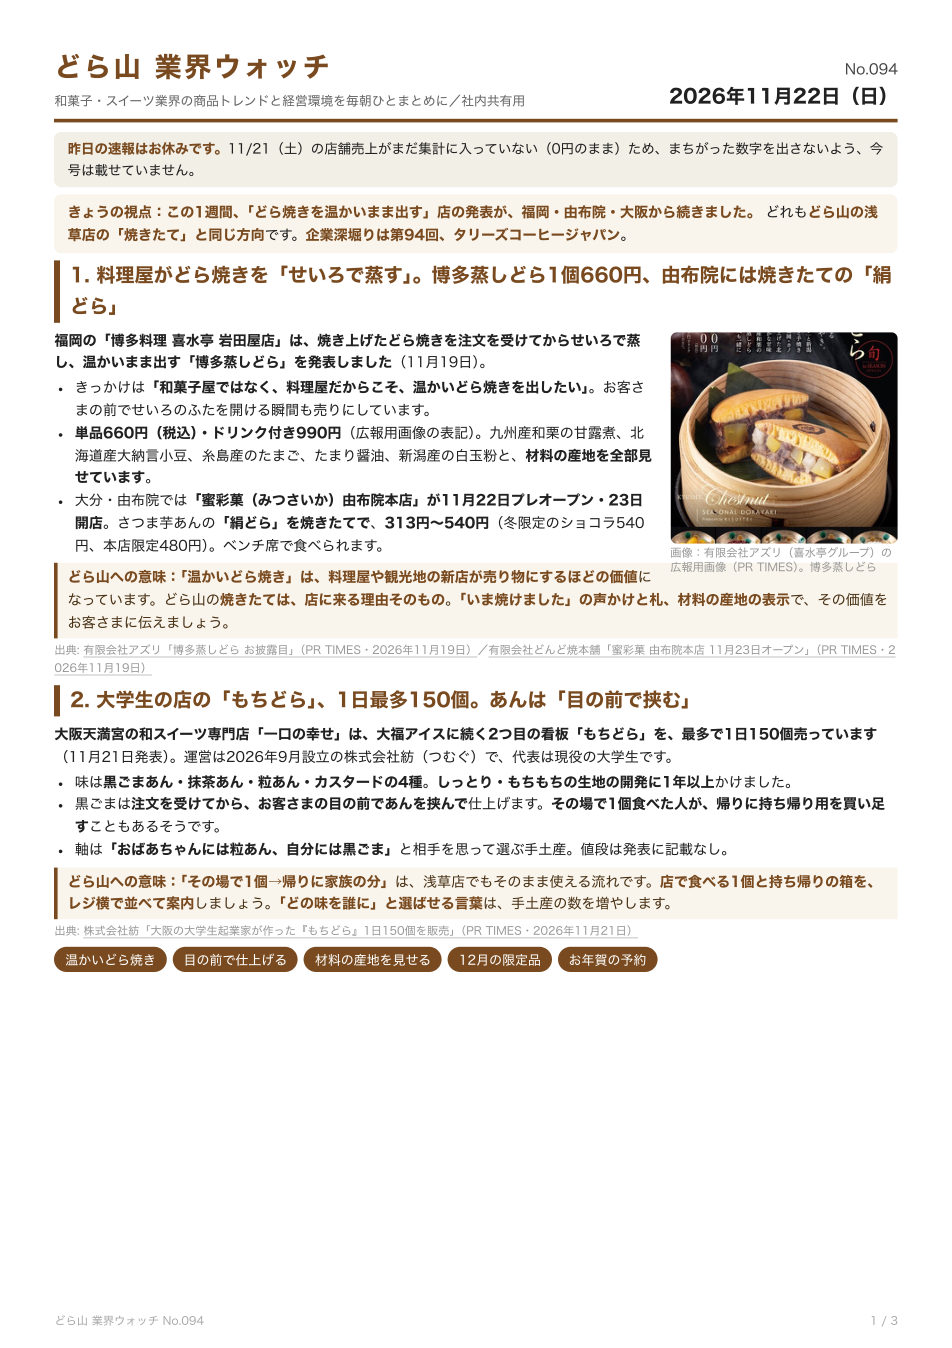 どら山 業界ウォッチ
No.094
和菓子・スイーツ業界の商品トレンドと経営環境を毎朝ひとまとめに／社内共有用
2026年11月22日（日）
昨日の速報はお休みです。11/21（土）の店舗売上がまだ集計に入っていない（0円のまま）ため、まちがった数字を出さないよう、今
号は載せていません。
きょうの視点：この1週間、「どら焼きを温かいまま出す」店の発表が、福岡・由布院・大阪から続きました。 どれもどら山の浅
草店の「焼きたて」と同じ方向です。企業深堀りは第94回、タリーズコーヒージャパン。
1. 料理屋がどら焼きを「せいろで蒸す」。博多蒸しどら1個660円、由布院には焼きたての「絹
どら」
福岡の「博多料理 喜水亭 岩田屋店」は、焼き上げたどら焼きを注文を受けてからせいろで蒸
し、温かいまま出す「博多蒸しどら」を発表しました（11月19日）。
• きっかけは「和菓子屋ではなく、料理屋だからこそ、温かいどら焼きを出したい」。お客さ
まの前でせいろのふたを開ける瞬間も売りにしています。
• 単品660円（税込）・ドリンク付き990円（広報用画像の表記）。九州産和栗の甘露煮、北
海道産大納言小豆、糸島産のたまご、たまり醤油、新潟産の白玉粉と、材料の産地を全部見
せています。
• 大分・由布院では「蜜彩菓（みつさいか）由布院本店」が11月22日プレオープン・23日
開店。さつま芋あんの「絹どら」を焼きたてで、313円〜540円（冬限定のショコラ540
円、本店限定480円）。ベンチ席で食べられます。
どら
旬
Chestnut
SEASONAL DORAYAKI
画像：有限会社アズリ（喜水亭グループ）の
広報用画像（PR TIMES）。博多蒸しどら
どら山への意味：「温かいどら焼き」は、料理屋や観光地の新店が売り物にするほどの価値に
なっています。どら山の焼きたては、店に来る理由そのもの。「いま焼けました」の声かけと札、材料の産地の表示で、その価値を
お客さまに伝えましょう。
出典: 有限会社アズリ「博多蒸しどら お披露目」（PR TIMES・2026年11月19日）／有限会社どんど焼本舗「蜜彩菓 由布院本店 11月23日オープン」（PR TIMES・2
026年11月19日）
2. 大学生の店の「もちどら」、1日最多150個。あんは「目の前で挟む」
大阪天満宮の和スイーツ専門店「一口の幸せ」は、大福アイスに続く2つ目の看板「もちどら」を、最多で1日150個売っています
（11月21日発表）。運営は2026年9月設立の株式会社紡（つむぐ）で、代表は現役の大学生です。
• 味は黒ごまあん・抹茶あん・粒あん・カスタードの4種。しっとり・もちもちの生地の開発に1年以上かけました。
• 黒ごまは注文を受けてから、お客さまの目の前であんを挟んで仕上げます。その場で1個食べた人が、帰りに持ち帰り用を買い足
すこともあるそうです。
• 軸は「おばあちゃんには粒あん、自分には黒ごま」と相手を思って選ぶ手土産。値段は発表に記載なし。
どら山への意味：「その場で1個→帰りに家族の分」は、浅草店でもそのまま使える流れです。店で食べる1個と持ち帰りの箱を、
レジ横で並べて案内しましょう。「どの味を誰に」と選ばせる言葉は、手土産の数を増やします。
出典: 株式会社紡「大阪の大学生起業家が作った『もちどら』1日150個を販売」（PR TIMES・2026年11月21日）
温かいどら焼き 目の前で仕上げる 材料の産地を見せる 12月の限定品 お年賀の予約
どら山 業界ウォッチ No.094
1 / 3